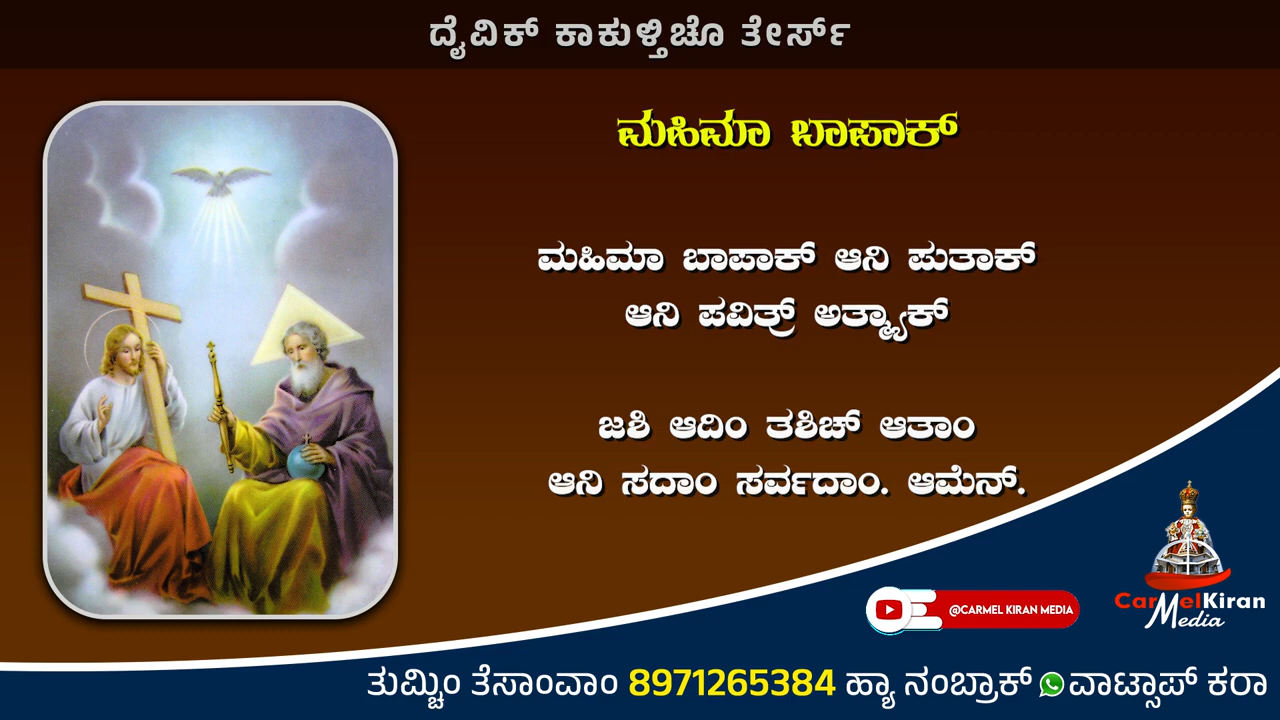 ದೈವಿಕ್ ಕಾಕುಳ್ತಿಚೊ ತೇರ್ಸ್
ಮಹಿಮಾ ಬಾಪಾಕ್
ಮಹಿಮಾ ಬಾಪಾಕ್ ಆನಿ ಪುತಾಕ್
ಆನಿ ಪವಿತ್ರ್ ಅತ್ಮ್ಯಾಕ್
ಜಶಿ ಆದಿಂ ತಶಿಚ್ ಆತಾಂ
ಆನಿ ಸದಾಂ ಸರ್ವದಾಂ. ಆಮೆನ್.
@CARMEL KIRAN MEDIA
CarMelKiran
Media
ತುಮ್ಚಿಂ ತೆಸಾಂವಾಂ 8971265384 ಹ್ಯಾ ನಂಬ್ರಾಕ್ ವಾಟ್ಸಾಪ್ ಕರಾ